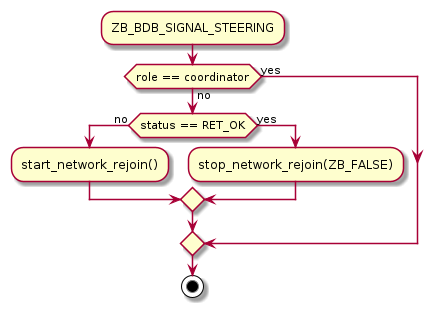 ZB_BDB_SIGNAL_STEERING
role == coordinator
yes
no
no
status == RET_OK
yes
start_network_rejoin()
stop_network_rejoin(ZB_FALSE)